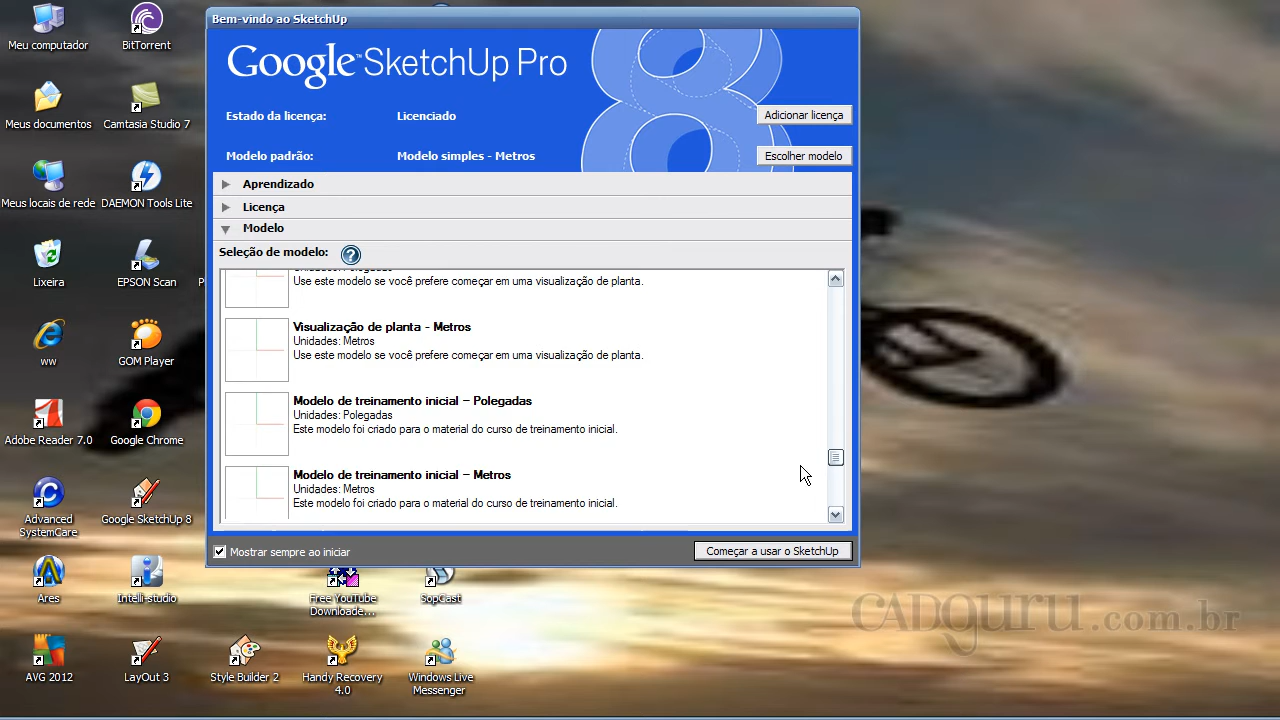 Bem-vindo ao SketchUp
Google™ SketchUp Pro
8
Estado da licença: Licenciado
Adicionar licença
Modelo padrão: Modelo simples - Metros
Escolher modelo
Aprendizado
Licença
Modelo
Seleção de modelo: ?
Unidades: Polegadas
Use este modelo se você prefere começar em uma visualização de planta.
Visualização de planta - Metros
Unidades: Metros
Use este modelo se você prefere começar em uma visualização de planta.
Modelo de treinamento inicial – Polegadas
Unidades: Polegadas
Este modelo foi criado para o material do curso de treinamento inicial.
Modelo de treinamento inicial – Metros
Unidades: Metros
Este modelo foi criado para o material do curso de treinamento inicial.
Mostrar sempre ao iniciar
Começar a usar o SketchUp
Meu computador
BitTorrent
Meus documentos
Camtasia Studio 7
Meus locais de rede
DAEMON Tools Lite
Lixeira
EPSON Scan
ww
GOM Player
Adobe Reader 7.0
Google Chrome
Advanced
SystemCare
Google SketchUp 8
Ares
Intelli-studio
Free YouTube
Downloade...
SopCast
AVG 2012
LayOut 3
Style Builder 2
Handy Recovery
4.0
Windows Live
Messenger
CADguru.com.br